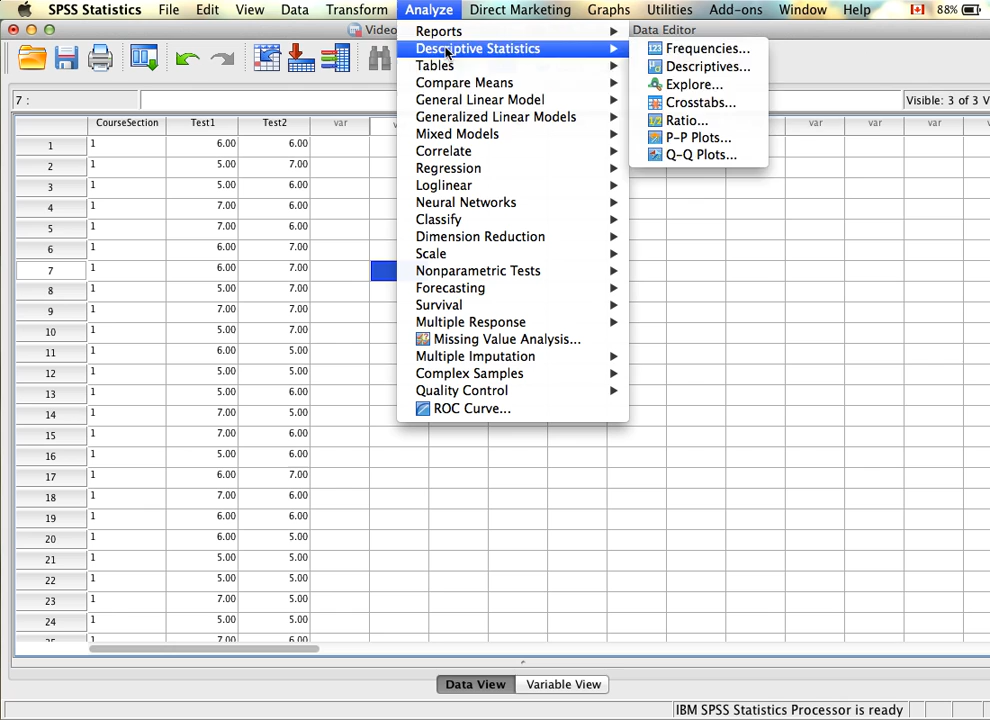 SPSS Statistics File Edit View Data Transform Analyze Direct Marketing Graphs Utilities Add-ons Window Help 88%
Video
Data Editor
7 :
Visible: 3 of 3 V
Reports
Descriptive Statistics
Tables
Compare Means
General Linear Model
Generalized Linear Models
Mixed Models
Correlate
Regression
Loglinear
Neural Networks
Classify
Dimension Reduction
Scale
Nonparametric Tests
Forecasting
Survival
Multiple Response
Missing Value Analysis...
Multiple Imputation
Complex Samples
Quality Control
ROC Curve...
Frequencies...
Descriptives...
Explore...
Crosstabs...
Ratio...
P-P Plots...
Q-Q Plots...
CourseSection Test1 Test2 var var var var
1 1 6.00 6.00
2 1 5.00 7.00
3 1 5.00 6.00
4 1 7.00 7.00
5 1 7.00 6.00
6 1 6.00 7.00
7 1 6.00 7.00
8 1 5.00 7.00
9 1 7.00 7.00
10 1 5.00 7.00
11 1 6.00 5.00
12 1 5.00 5.00
13 1 5.00 6.00
14 1 7.00 5.00
15 1 7.00 6.00
16 1 5.00 6.00
17 1 6.00 7.00
18 1 7.00 6.00
19 1 6.00 6.00
20 1 6.00 5.00
21 1 5.00 5.00
22 1 5.00 5.00
23 1 7.00 5.00
24 1 5.00 5.00
25 1 7.00 6.00
Data View Variable View
IBM SPSS Statistics Processor is ready